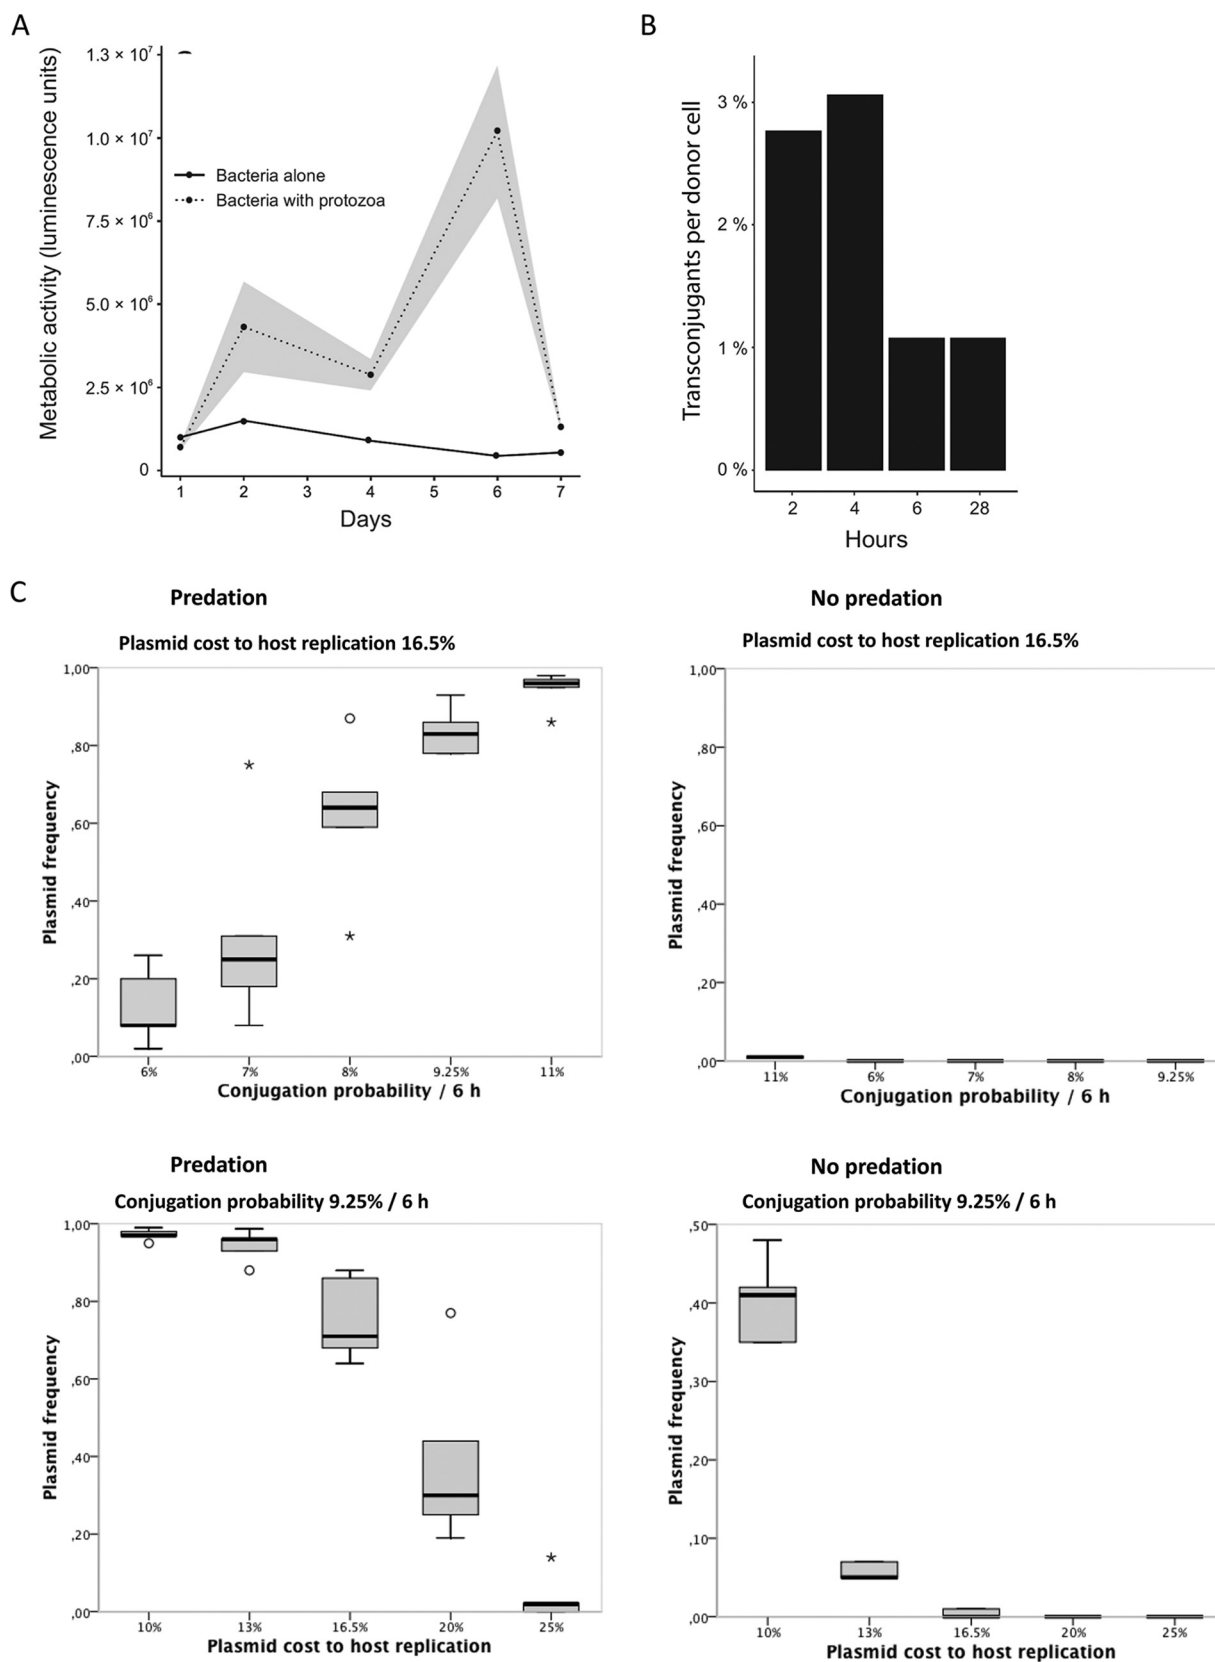 A
Metabolic activity (luminescence units)
1.3 × 10⁷
1.0 × 10⁷
7.5 × 10⁶
5.0 × 10⁶
2.5 × 10⁶
0
Bacteria alone
Bacteria with protozoa
1 2 3 4 5 6 7
Days
B
Transconjugants per donor cell
3 %
2 %
1 %
0 %
2 4 6 28
Hours
C
Predation
Plasmid cost to host replication 16.5%
Plasmid frequency
1,00
,80
,60
,40
,20
,00
6% 7% 8% 9.25% 11%
Conjugation probability / 6 h
No predation
Plasmid cost to host replication 16.5%
Plasmid frequency
1,00
,80
,60
,40
,20
,00
11% 6% 7% 8% 9.25%
Conjugation probability / 6 h
Predation
Conjugation probability 9.25% / 6 h
Plasmid frequency
1,00
,80
,60
,40
,20
,00
10% 13% 16.5% 20% 25%
Plasmid cost to host replication
No predation
Conjugation probability 9.25% / 6 h
Plasmid frequency
,50
,40
,30
,20
,10
,00
10% 13% 16.5% 20% 25%
Plasmid cost to host replication